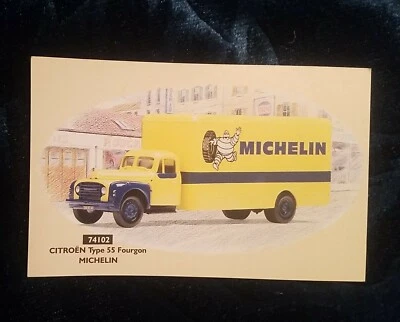 MICHELIN
74102
CITROËN Type 55 Fourgon
MICHELIN